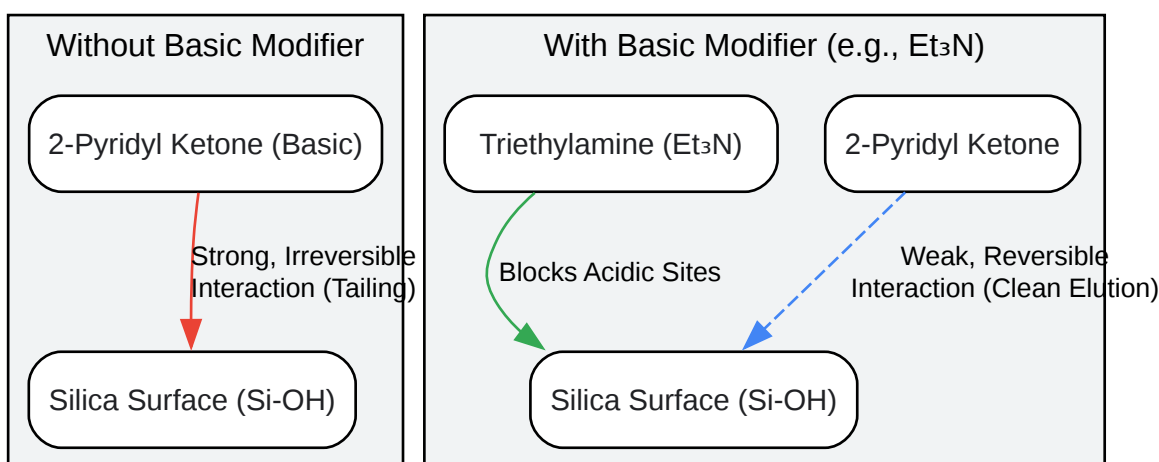 Without Basic Modifier
2-Pyridyl Ketone (Basic)
Strong, Irreversible
Interaction (Tailing)
Silica Surface (Si-OH)
With Basic Modifier (e.g., Et₃N)
Triethylamine (Et₃N)
2-Pyridyl Ketone
Blocks Acidic Sites
Weak, Reversible
Interaction (Clean Elution)
Silica Surface (Si-OH)